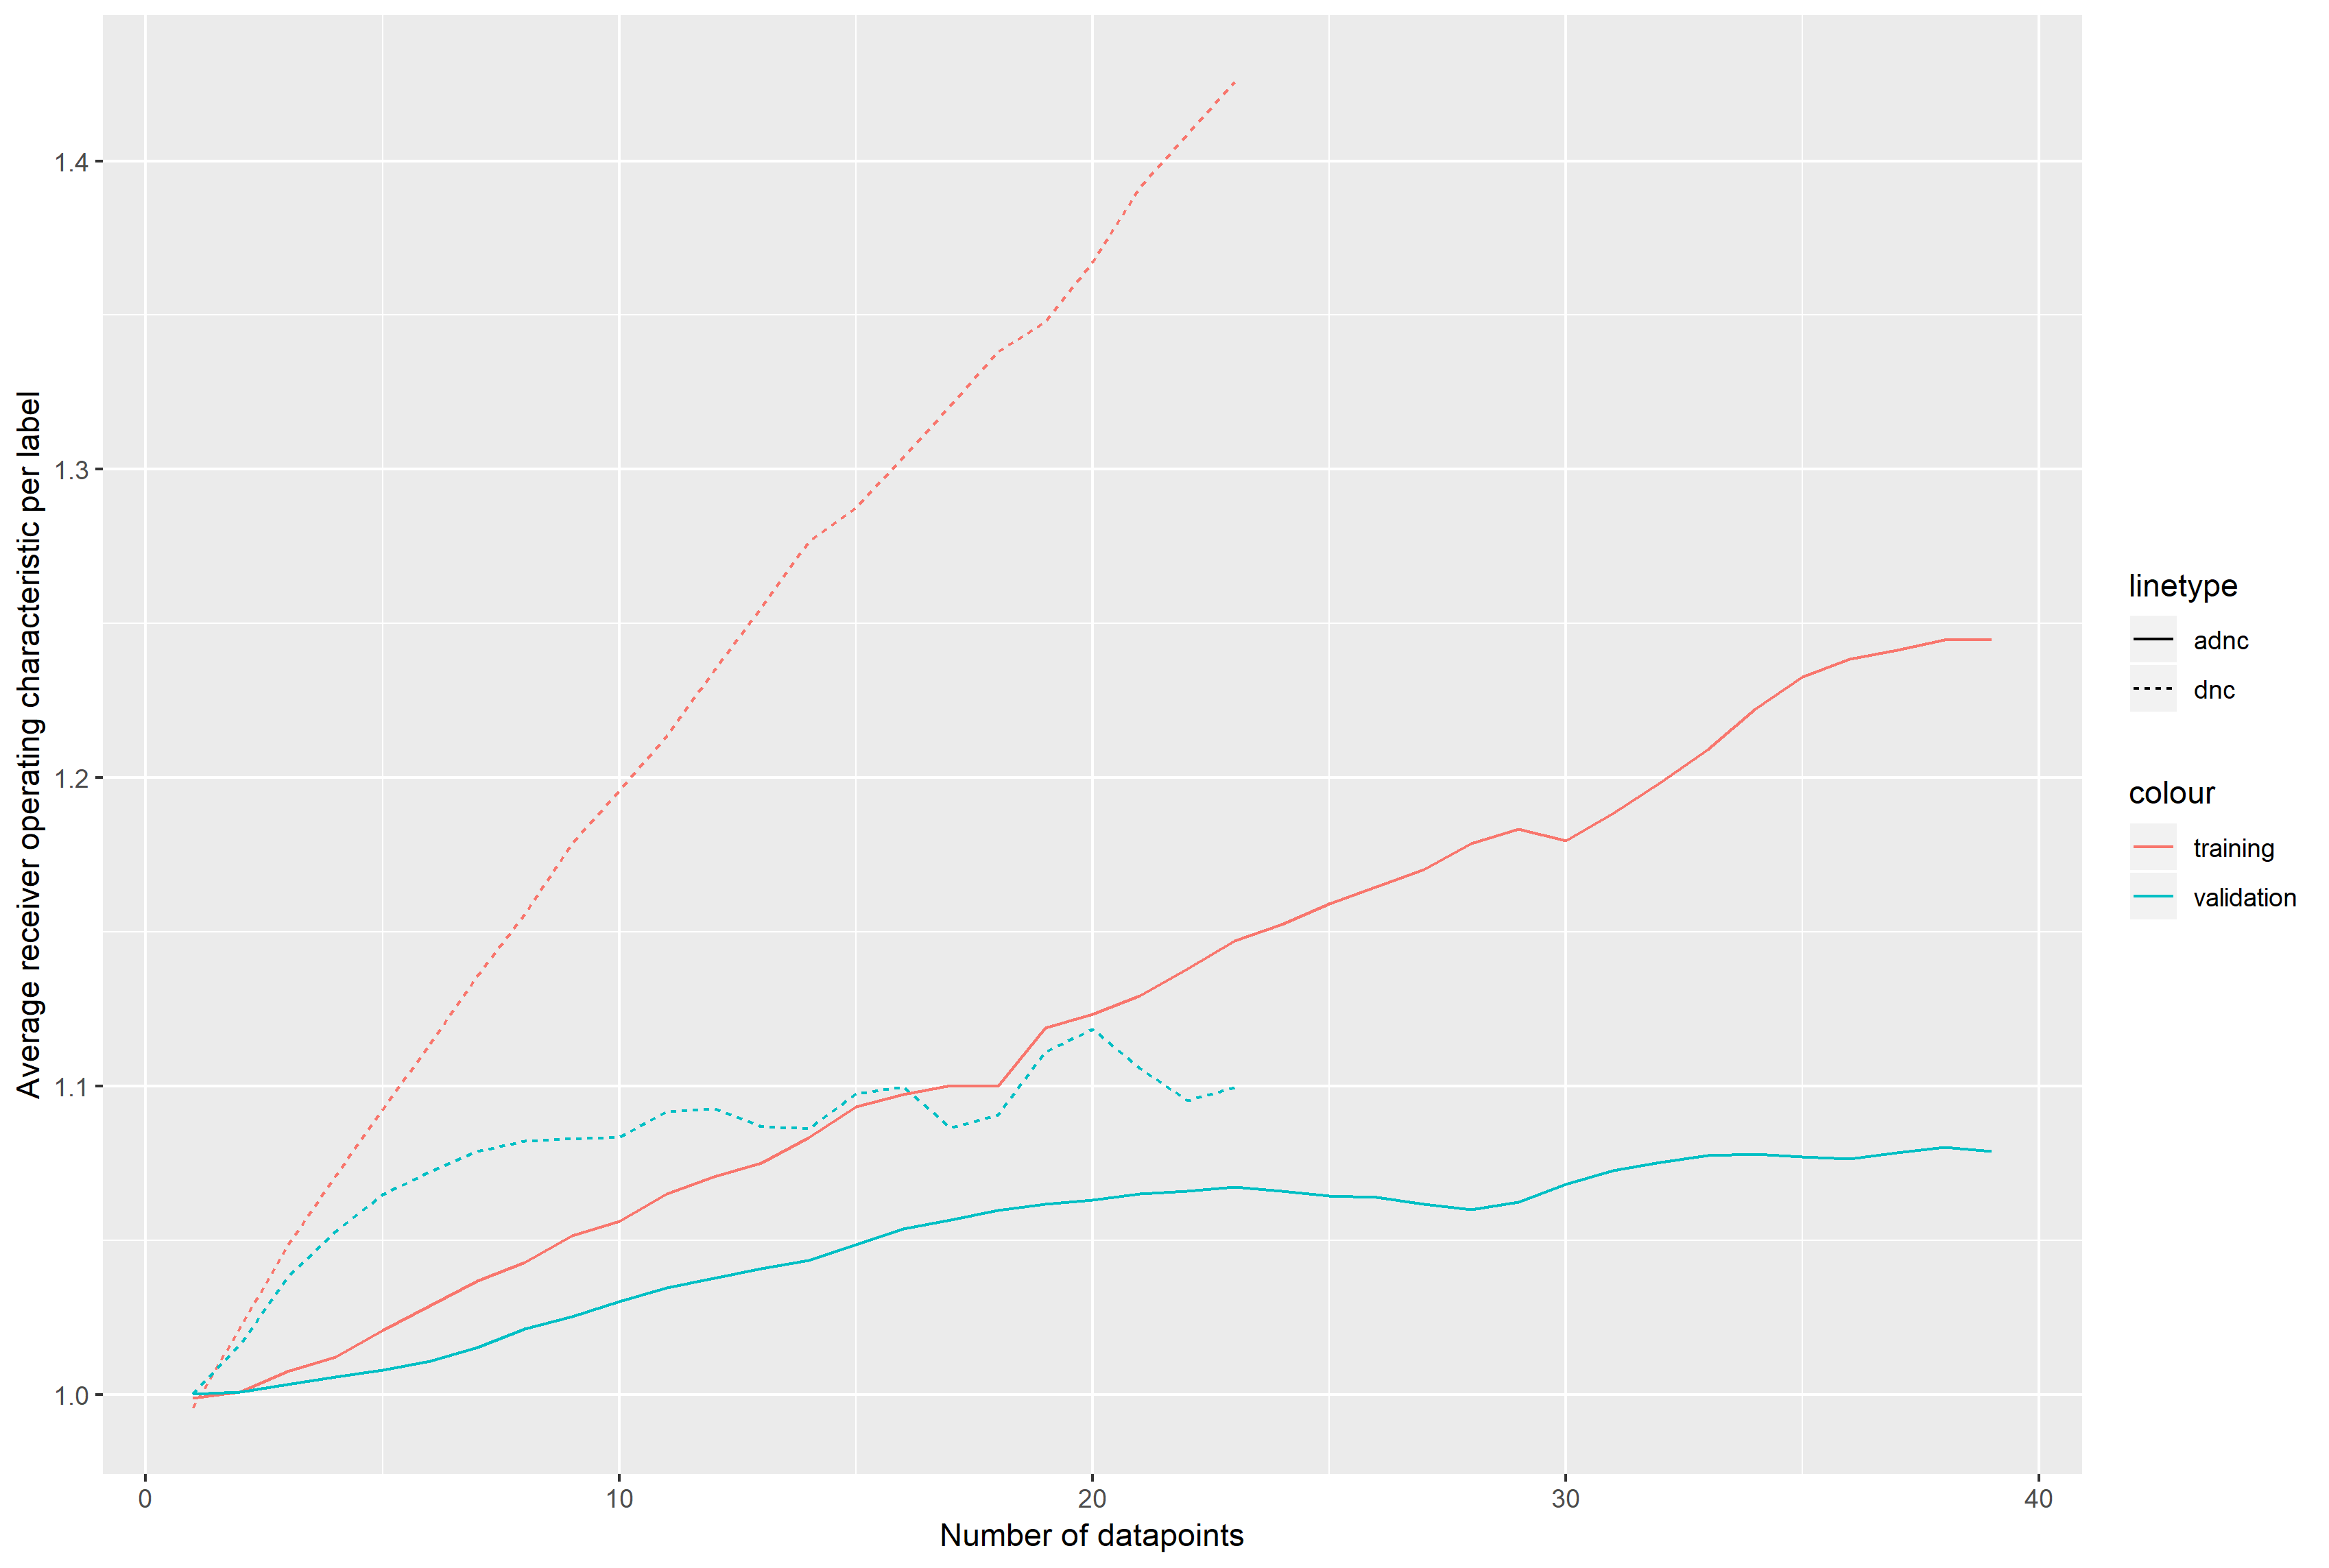 Average receiver operating characteristic per label
1.4
1.3
1.2
1.1
1.0
0 10 20 30 40
Number of datapoints
linetype
adnc
dnc
colour
training
validation